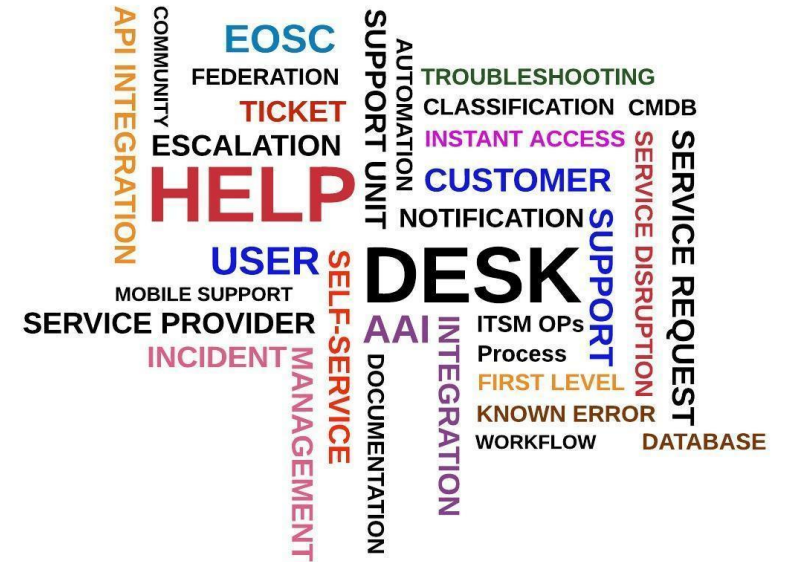 API INTEGRATION
COMMUNITY
EOSC
FEDERATION
TICKET
ESCALATION
HELP
SUPPORT UNIT
AUTOMATION
TROUBLESHOOTING
CLASSIFICATION CMDB
INSTANT ACCESS
CUSTOMER
NOTIFICATION
SERVICE DISRUPTION
SERVICE REQUEST
SUPPORT
USER
SELF-SERVICE
DESK
MOBILE SUPPORT
SERVICE PROVIDER
AAI
INTEGRATION
ITSM OPs
Process
INCIDENT
MANAGEMENT
DOCUMENTATION
FIRST LEVEL
KNOWN ERROR
WORKFLOW
DATABASE